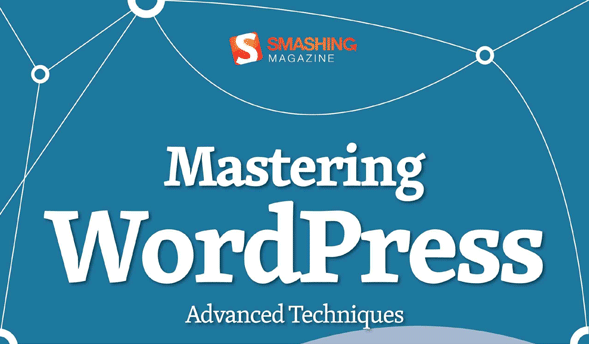 SMASHING
MAGAZINE
Mastering
WordPress
Advanced Techniques